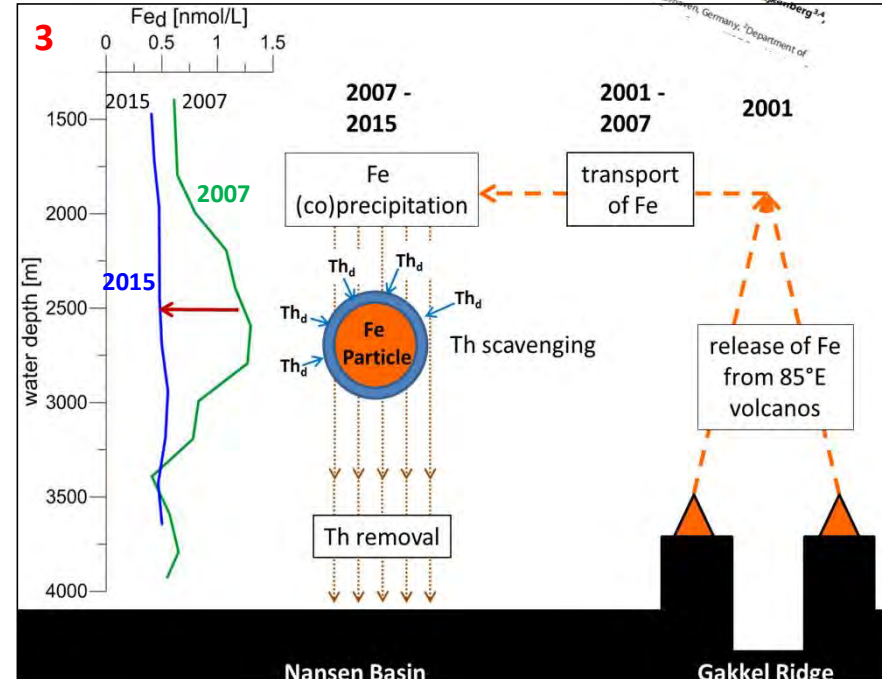 3
Fed [nmol/L]
0 0.5 1 1.5
2015 2007
2007
2015
1500
2000
2500
3000
3500
4000
water depth [m]
2007 -
2015
2001 -
2007
2001
Fe
(co)precipitation
transport
of Fe
Thd
Thd
Thd
Thd
Thd
Fe
Particle
Th scavenging
release of Fe
from 85°E
volcanos
Th removal
Nansen Basin
Gakkel Ridge
Germany, ²Department of